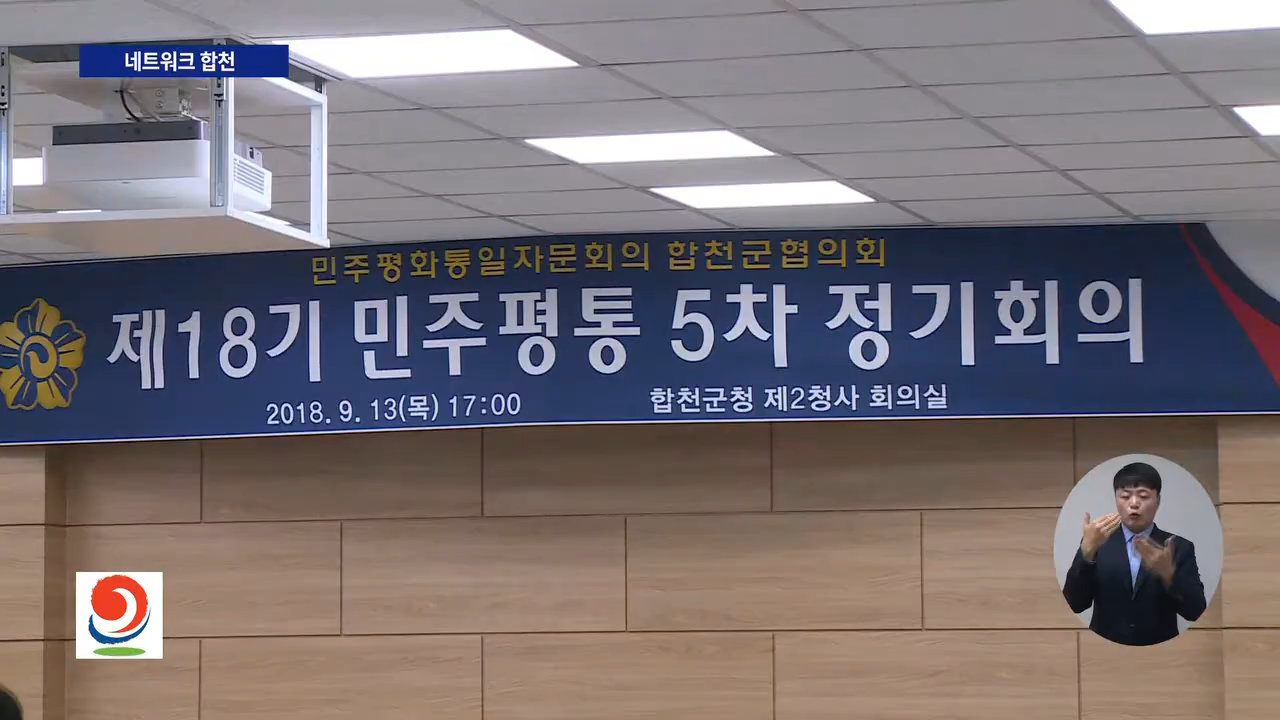 네트워크 합천
민주평화통일자문회의 합천군협의회
제18기 민주평통 5차 정기회의
2018. 9. 13(목) 17:00 합천군청 제2청사 회의실